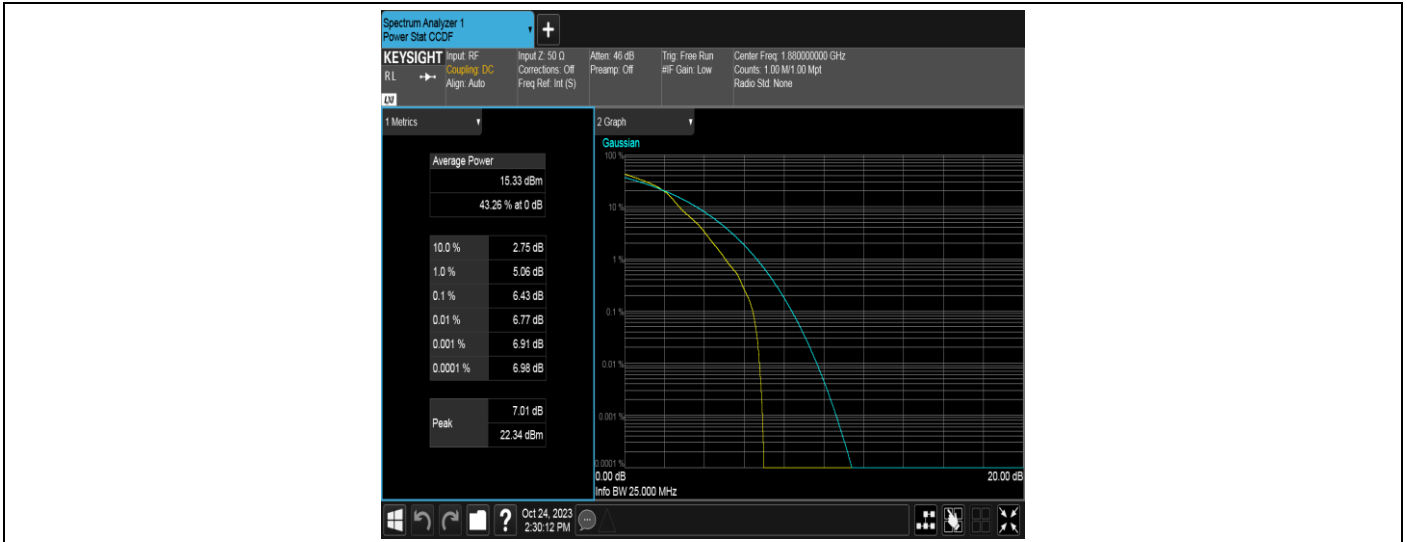 Spectrum Analyzer 1
Power Stat CCDF
+
KEYSIGHT
RL
LXI
Input: RF
Coupling: DC
Align: Auto
Input Z: 50 Ω
Corrections: Off
Freq Ref: Int (S)
Atten: 46 dB
Preamp: Off
Trig: Free Run
#IF Gain: Low
Center Freq: 1.880000000 GHz
Counts: 1.00 M/1.00 Mpt
Radio Std: None
1 Metrics
Average Power
15.33 dBm
43.26 % at 0 dB
10.0 % 2.75 dB
1.0 % 5.06 dB
0.1 % 6.43 dB
0.01 % 6.77 dB
0.001 % 6.91 dB
0.0001 % 6.98 dB
Peak
7.01 dB
22.34 dBm
2 Graph
Gaussian
100 %
10 %
1 %
0.1 %
0.01 %
0.001 %
0.0001 %
0.00 dB 20.00 dB
Info BW 25.000 MHz
?
Oct 24, 2023
2:30:12 PM